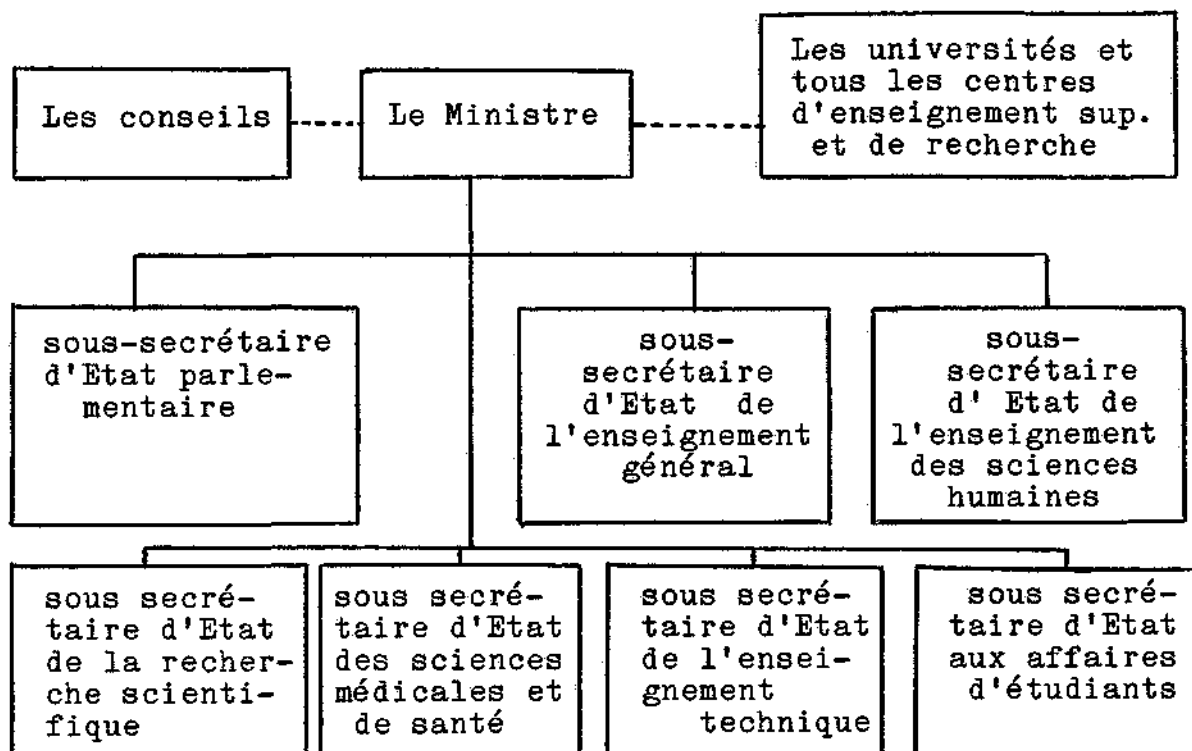 Les conseils
Le Ministre
Les universités et
tous les centres
d'enseignement sup.
et de recherche
sous-secrétaire
d'Etat parle-
mentaire
sous-
secrétaire
d'Etat de
l'enseignement
général
sous-
secrétaire
d' Etat de
l'enseignement
des sciences
humaines
sous secré-
taire d'Etat
de la recher-
che scienti-
fique
sous secré-
taire d'Etat
des sciences
médicales et
de santé
sous secré-
taire d'Etat
de l'ensei-
gnement
technique
sous secré-
taire d'Etat
aux affaires
d'étudiants